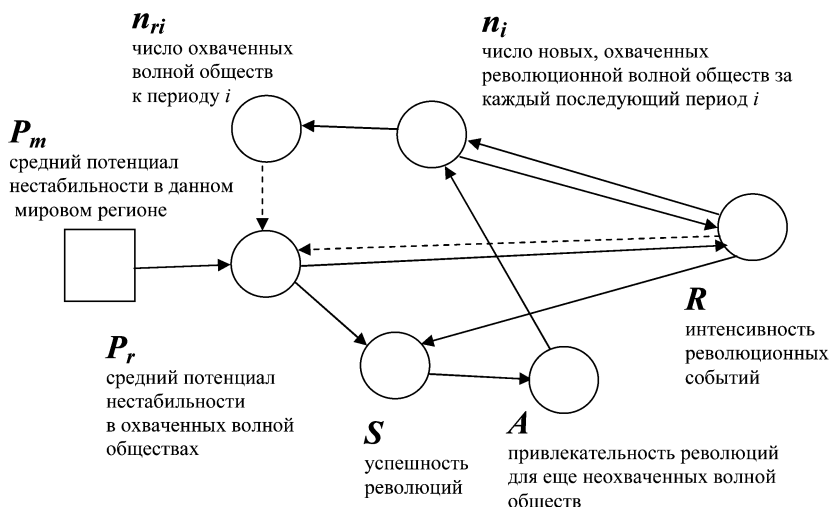 n_ri
число охваченных
волной обществ
к периоду i
n_i
число новых, охваченных
революционной волной обществ за
каждый последующий период i
P_m
средний потенциал
нестабильности в данном
мировом регионе
P_r
средний потенциал
нестабильности
в охваченных волной
обществах
S
успешность
революций
A
привлекательность революций
для еще неохваченных волной
обществ
R
интенсивность
революционных
событий